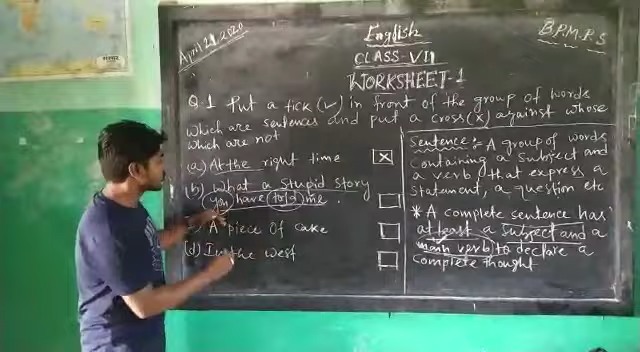 April 21, 2020
English
B.P.M.P.S
CLASS-VII
WORKSHEET-1
Q.1 Put a tick (✓) in front of the group of words
which are sentences and put a cross(x) against whose
which are not
(a) At the right time
x
(b) What a stupid story
you have told me .
A piece of cake
(d) In the west
Sentence:- A group of words
containing a subject and
a verb that express a
statement, a question etc
* A complete sentence has
at least a subject and a
main verb to declare a
complete thought